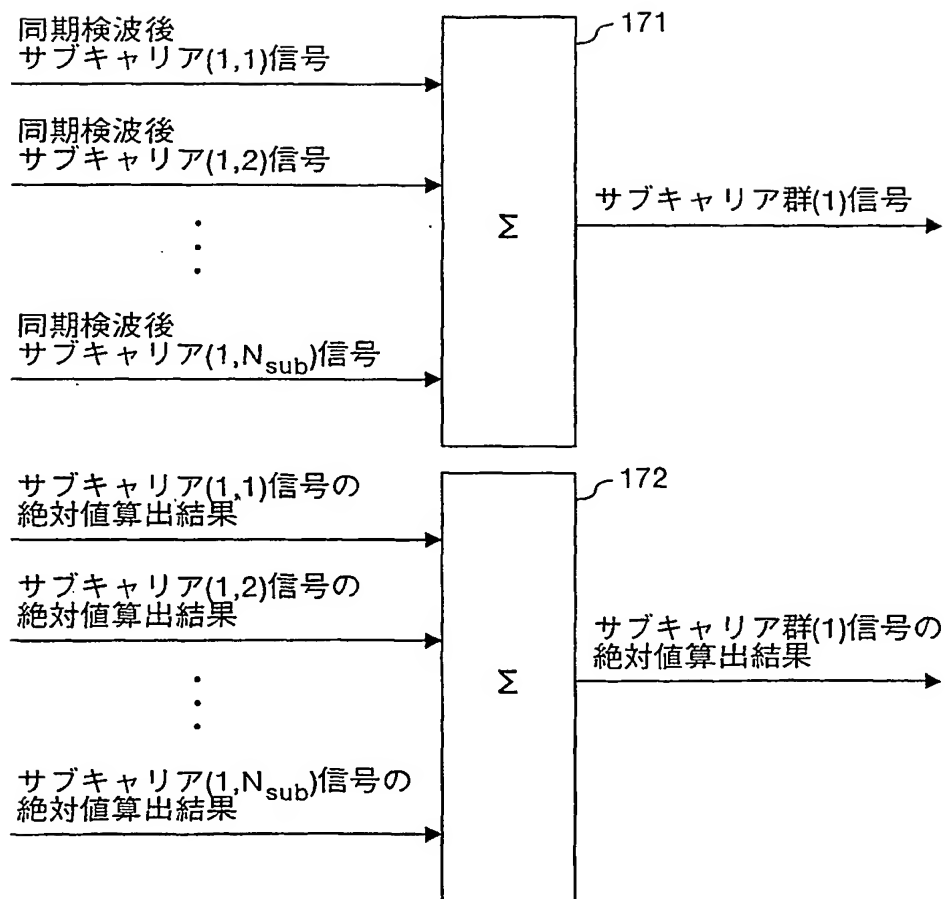 同期検波後
サブキャリア(1,1)信号
171
同期検波後
サブキャリア(1,2)信号
サブキャリア群(1)信号
Σ
同期検波後
サブキャリア(1,Nsub)信号
サブキャリア(1,1)信号の
絶対値算出結果
172
サブキャリア(1,2)信号の
絶対値算出結果
サブキャリア群(1)信号の
絶対値算出結果
Σ
サブキャリア(1,Nsub)信号の
絶対値算出結果